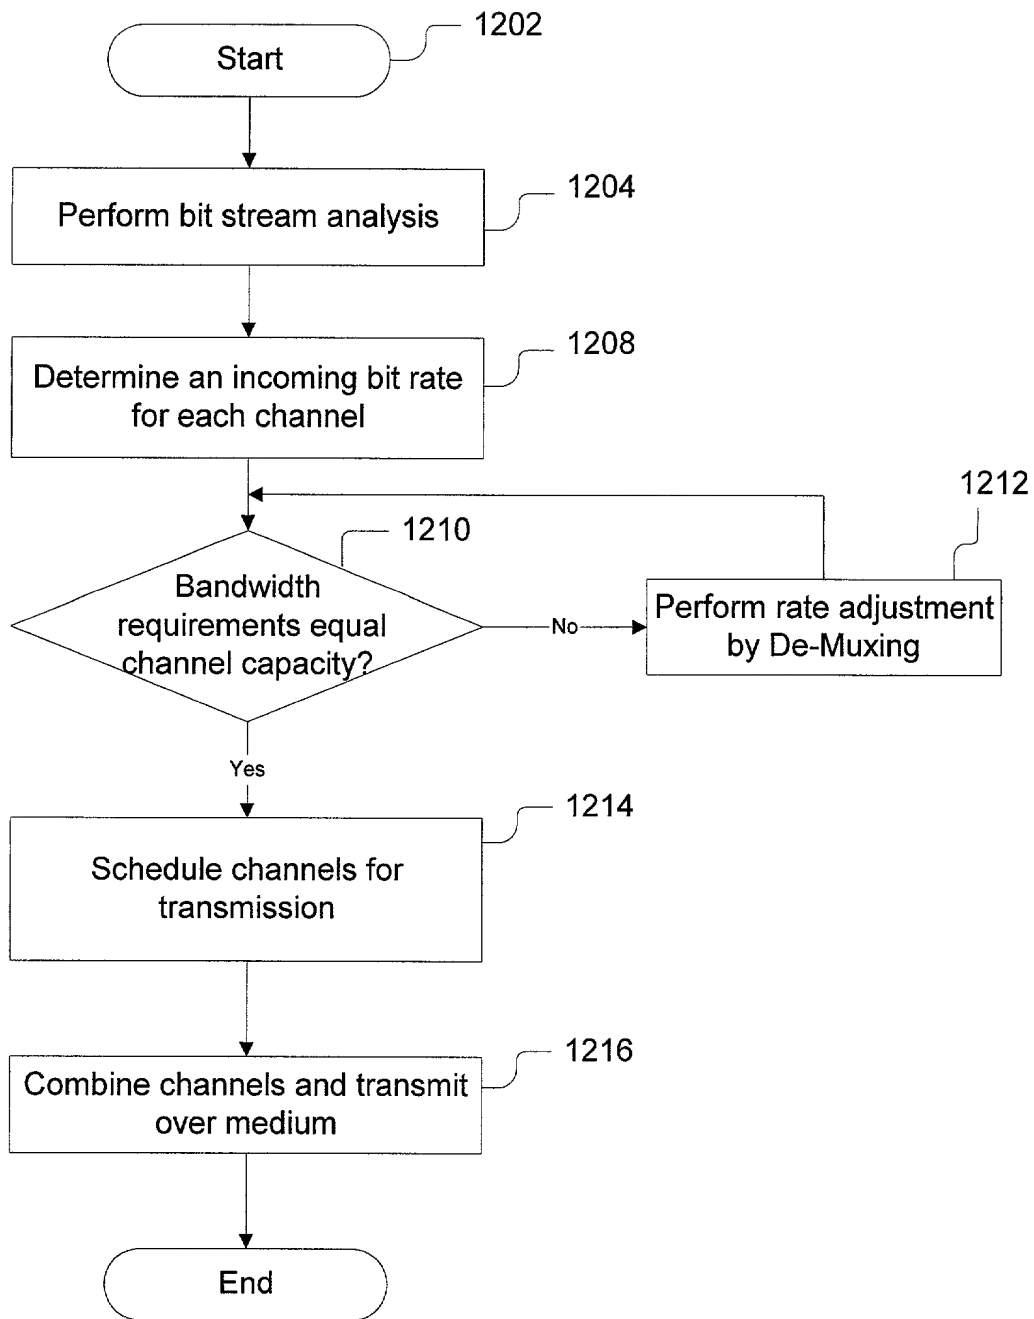 1202
Start
1204
Perform bit stream analysis
1208
Determine an incoming bit rate
for each channel
1210
1212
Bandwidth
requirements equal
channel capacity?
No
Perform rate adjustment
by De-Muxing
Yes
1214
Schedule channels for
transmission
1216
Combine channels and transmit
over medium
End